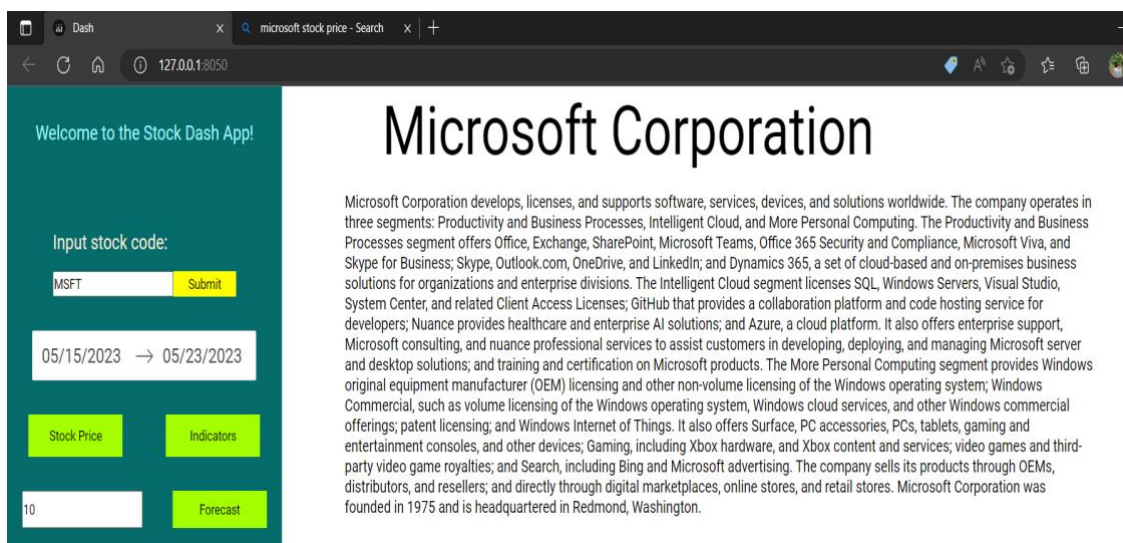 Dash X microsoft stock price - Search X
127.0.0.1:8050
Welcome to the Stock Dash App!
Input stock code:
MSFT Submit
05/15/2023 → 05/23/2023
Stock Price Indicators
10 Forecast
Microsoft Corporation
Microsoft Corporation develops, licenses, and supports software, services, devices, and solutions worldwide. The company operates in
three segments: Productivity and Business Processes, Intelligent Cloud, and More Personal Computing. The Productivity and Business
Processes segment offers Office, Exchange, SharePoint, Microsoft Teams, Office 365 Security and Compliance, Microsoft Viva, and
Skype for Business; Skype, Outlook.com, OneDrive, and LinkedIn; and Dynamics 365, a set of cloud-based and on-premises business
solutions for organizations and enterprise divisions. The Intelligent Cloud segment licenses SQL, Windows Servers, Visual Studio,
System Center, and related Client Access Licenses; GitHub that provides a collaboration platform and code hosting service for
developers; Nuance provides healthcare and enterprise AI solutions; and Azure, a cloud platform. It also offers enterprise support,
Microsoft consulting, and nuance professional services to assist customers in developing, deploying, and managing Microsoft server
and desktop solutions; and training and certification on Microsoft products. The More Personal Computing segment provides Windows
original equipment manufacturer (OEM) licensing and other non-volume licensing of the Windows operating system; Windows
Commercial, such as volume licensing of the Windows operating system, Windows cloud services, and other Windows commercial
offerings; patent licensing; and Windows Internet of Things. It also offers Surface, PC accessories, PCs, tablets, gaming and
entertainment consoles, and other devices; Gaming, including Xbox hardware, and Xbox content and services; video games and third-
party video game royalties; and Search, including Bing and Microsoft advertising. The company sells its products through OEMs,
distributors, and resellers; and directly through digital marketplaces, online stores, and retail stores. Microsoft Corporation was
founded in 1975 and is headquartered in Redmond, Washington.